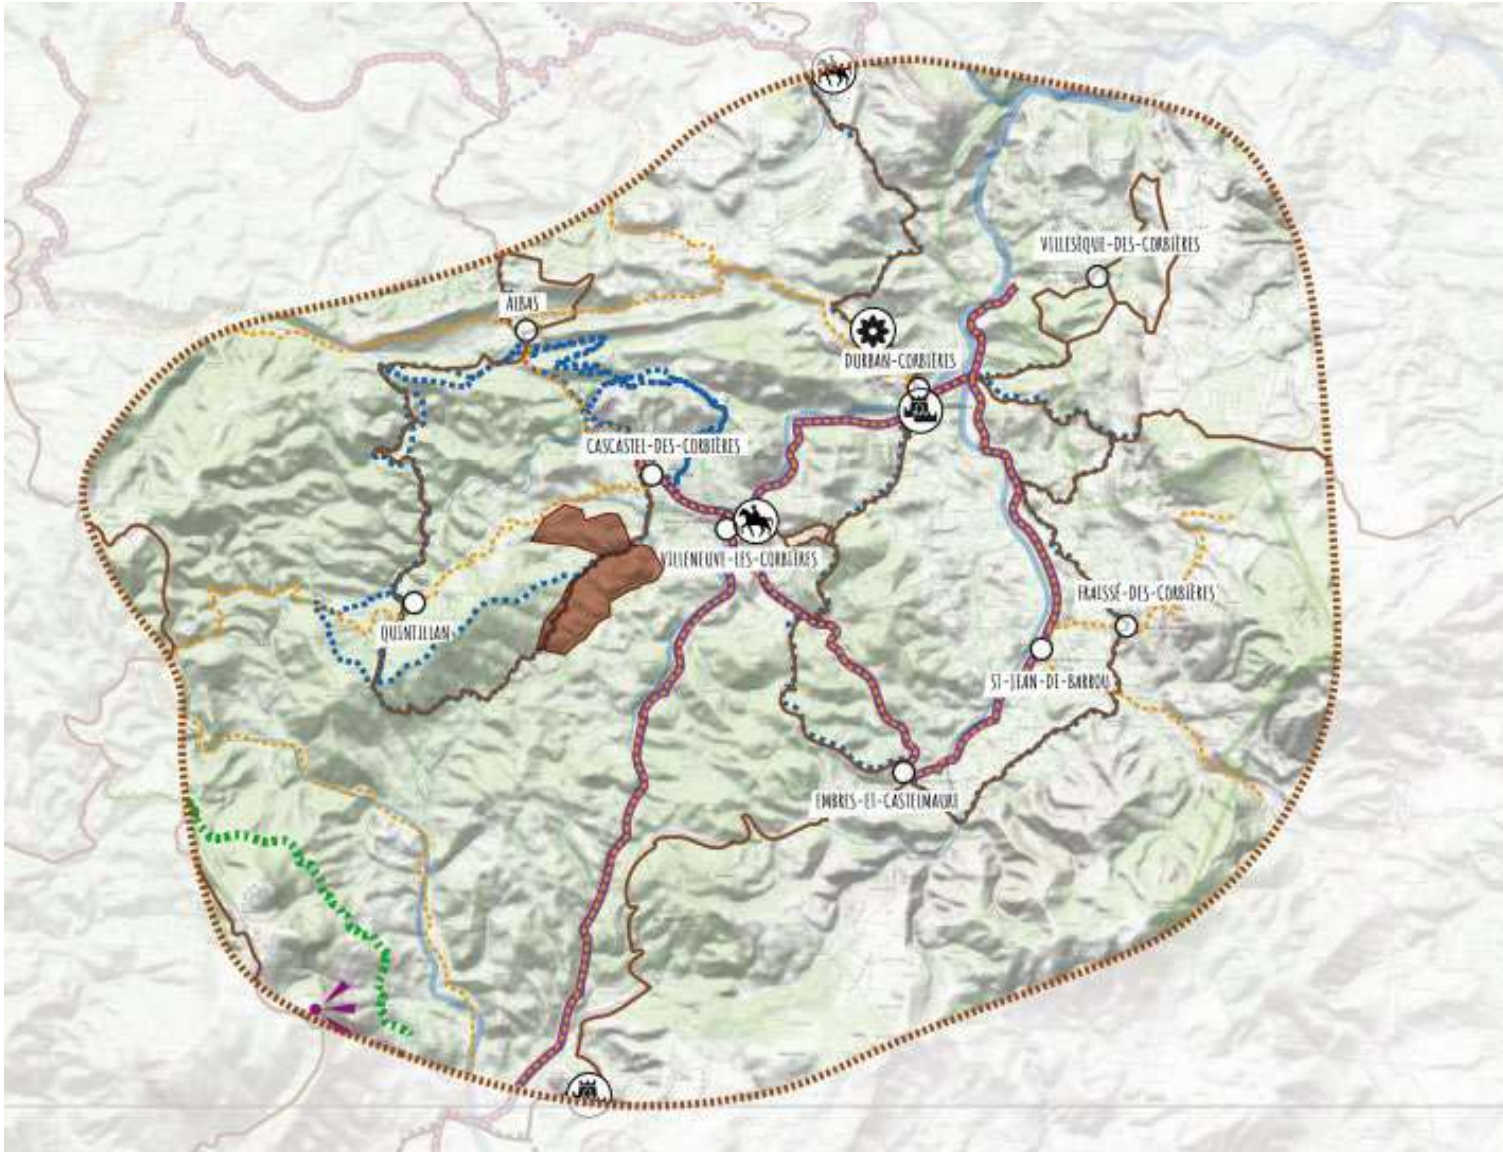 VILLESÈQUE-DES-CORBIÈRES
ALBAS
DURBAN-CORBIÈRES
CASCASTEL-DES-CORBIÈRES
VILLENEUVE-LES-CORBIÈRES
FRAISSÉ-DES-CORBIÈRES
QUINTILLAN
ST-JEAN-DE-BARROU
EMBRES-ET-CASTELMAURE